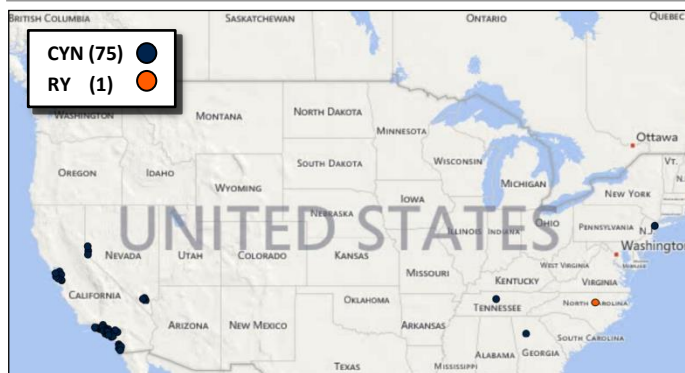 BRITISH COLUMBIA
SASKATCHEWAN
ONTARIO
QUEBEC
CYN (75)
RY (1)
WASHINGTON
MONTANA
NORTH DAKOTA
MINNESOTA
Ottawa
OREGON
IDAHO
SOUTH DAKOTA
WISCONSIN
MICHIGAN
VT.
N.
WYOMING
NEW YORK
IOWA
NEBRASKA
UNITED STATES
ILLINOIS
INDIANA
OHIO
PENNSYLVANIA
N.J.
NEVADA
UTAH
COLORADO
KANSAS
Washington
MISSOURI
WEST VIRGINIA
KENTUCKY
VIRGINIA
CALIFORNIA
OKLAHOMA
TENNESSEE
NORTH CAROLINA
ARIZONA
NEW MEXICO
ARKANSAS
SOUTH CAROLINA
ALABAMA
GEORGIA
TEXAS
MISSISSIPPI